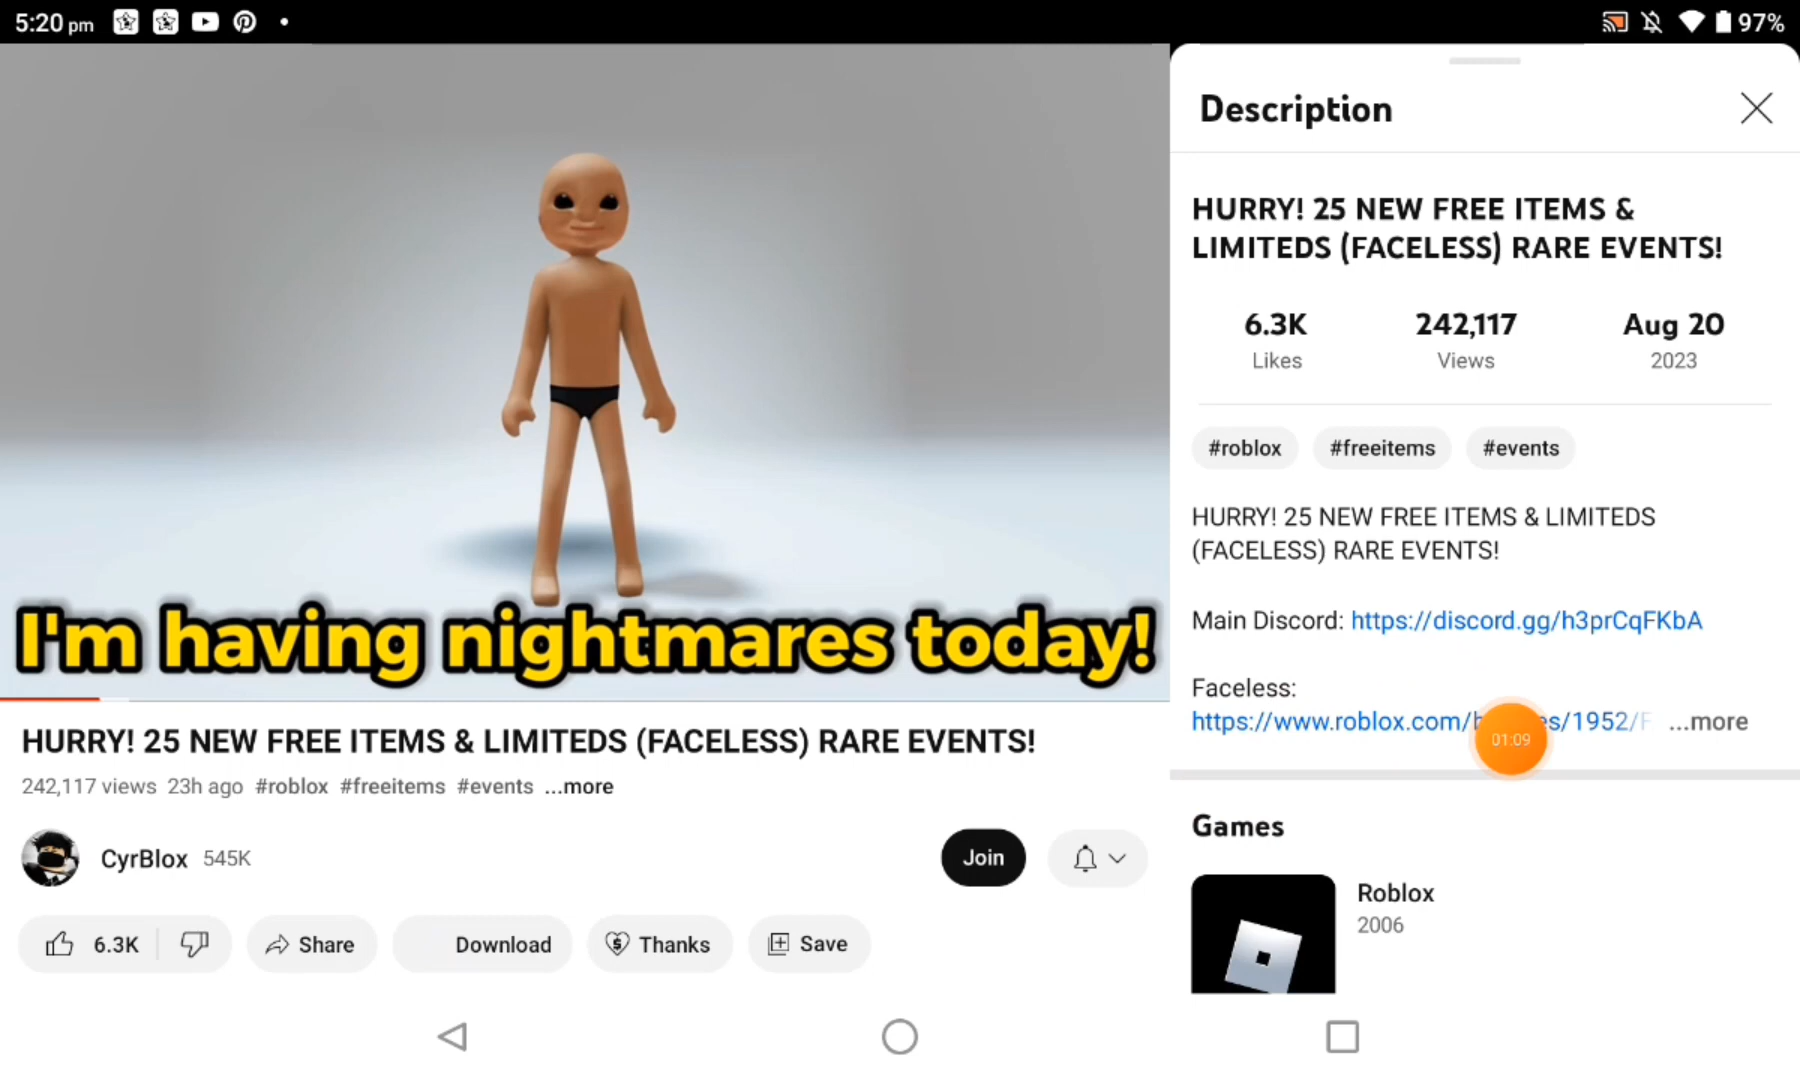 5:20 pm
97%
I'm having nightmares today!
HURRY! 25 NEW FREE ITEMS & LIMITEDS (FACELESS) RARE EVENTS!
242,117 views 23h ago #roblox #freeitems #events ...more
CyrBlox 545K
Join
6.3K
Share
Download
Thanks
Save
Description
HURRY! 25 NEW FREE ITEMS &
LIMITEDS (FACELESS) RARE EVENTS!
6.3K 242,117 Aug 20
Likes Views 2023
#roblox #freeitems #events
HURRY! 25 NEW FREE ITEMS & LIMITEDS
(FACELESS) RARE EVENTS!
Main Discord: https://discord.gg/h3prCqFKbA
Faceless:
https://www.roblox.com/ ...more
01:09
Games
Roblox
2006